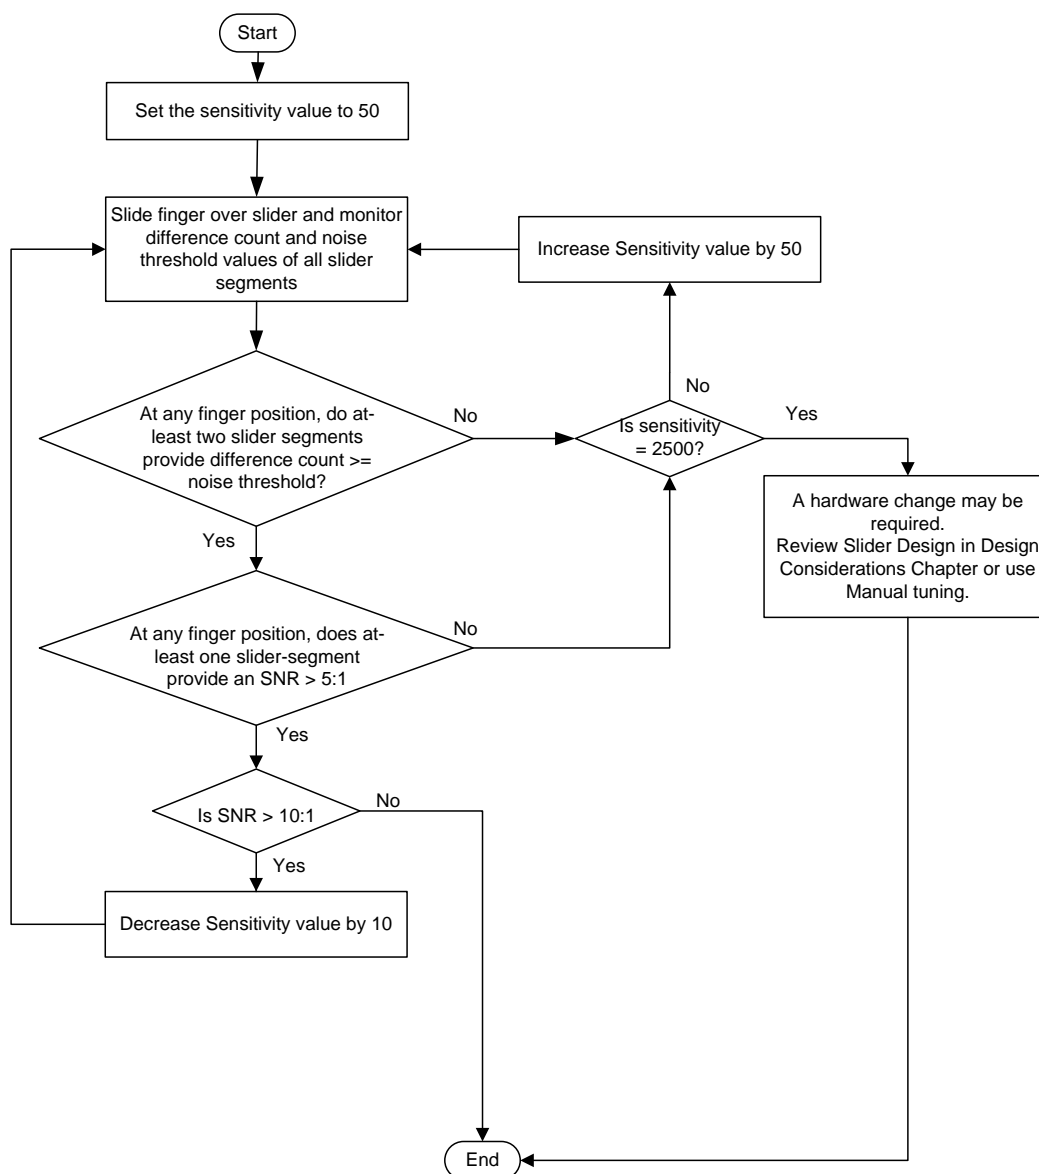 Start
Set the sensitivity value to 50
Slide finger over slider and monitor
difference count and noise
threshold values of all slider
segments
Increase Sensitivity value by 50
No
At any finger position, do at-
least two slider segments
provide difference count >=
noise threshold?
No
Is sensitivity
= 2500?
Yes
A hardware change may be
required.
Review Slider Design in Design
Considerations Chapter or use
Manual tuning.
Yes
At any finger position, does at-
least one slider-segment
provide an SNR > 5:1
No
Yes
Is SNR > 10:1
No
Yes
Decrease Sensitivity value by 10
End